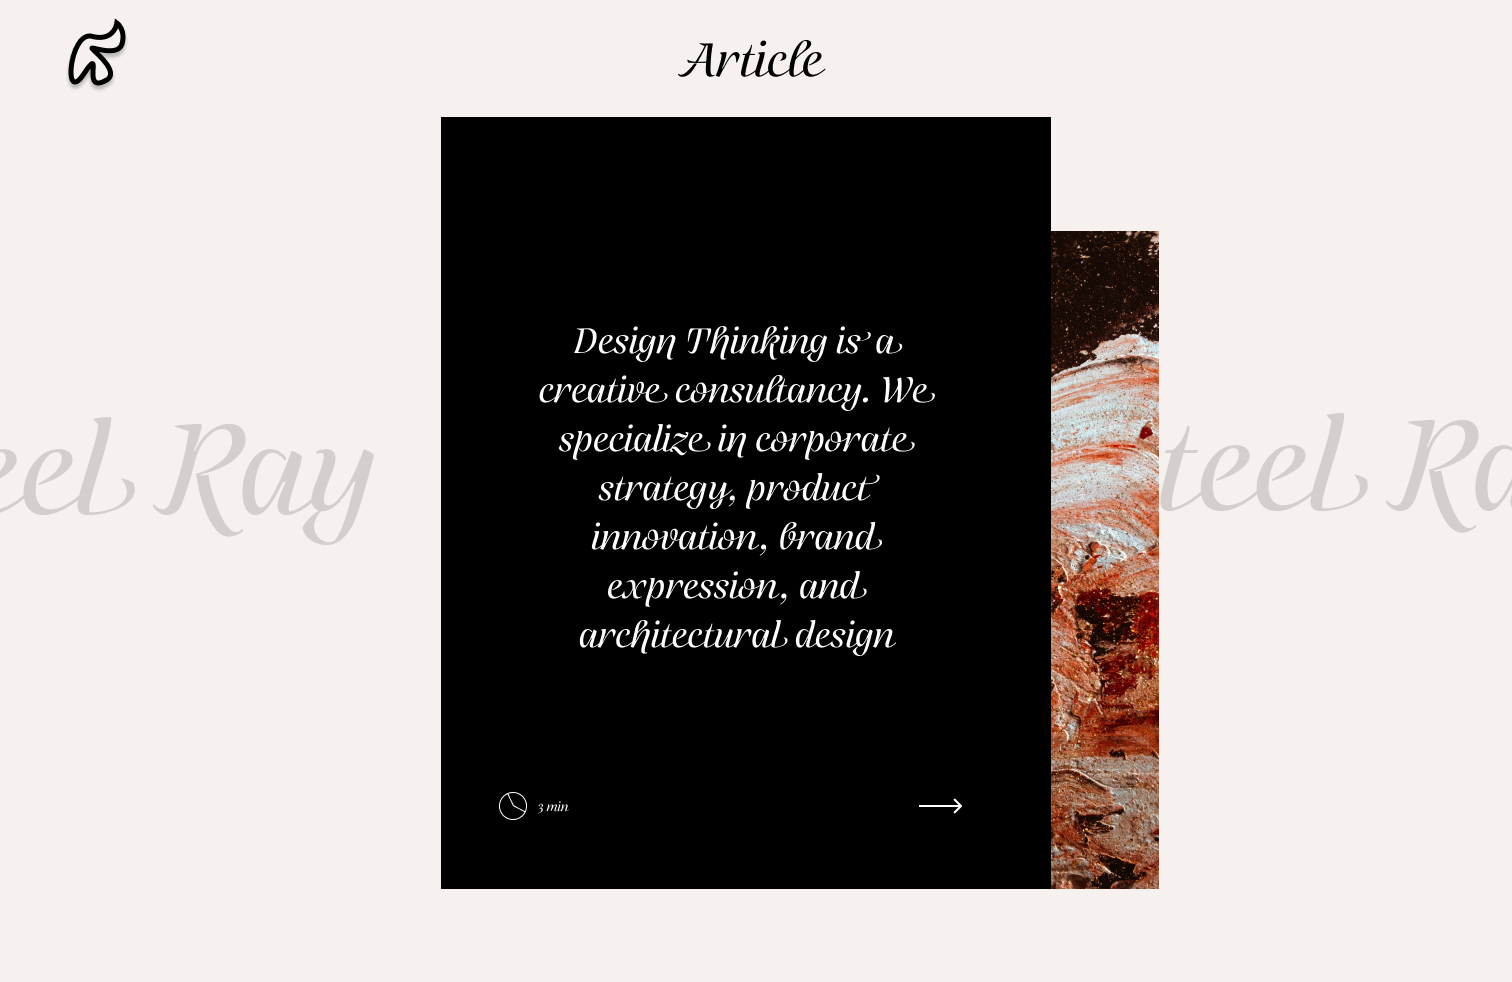 Article
Design Thinking is a
creative consultancy. We
specialize in corporate
strategy, product
innovation, brand
expression, and
architectural design
eel Ray
teel Ra
3 min